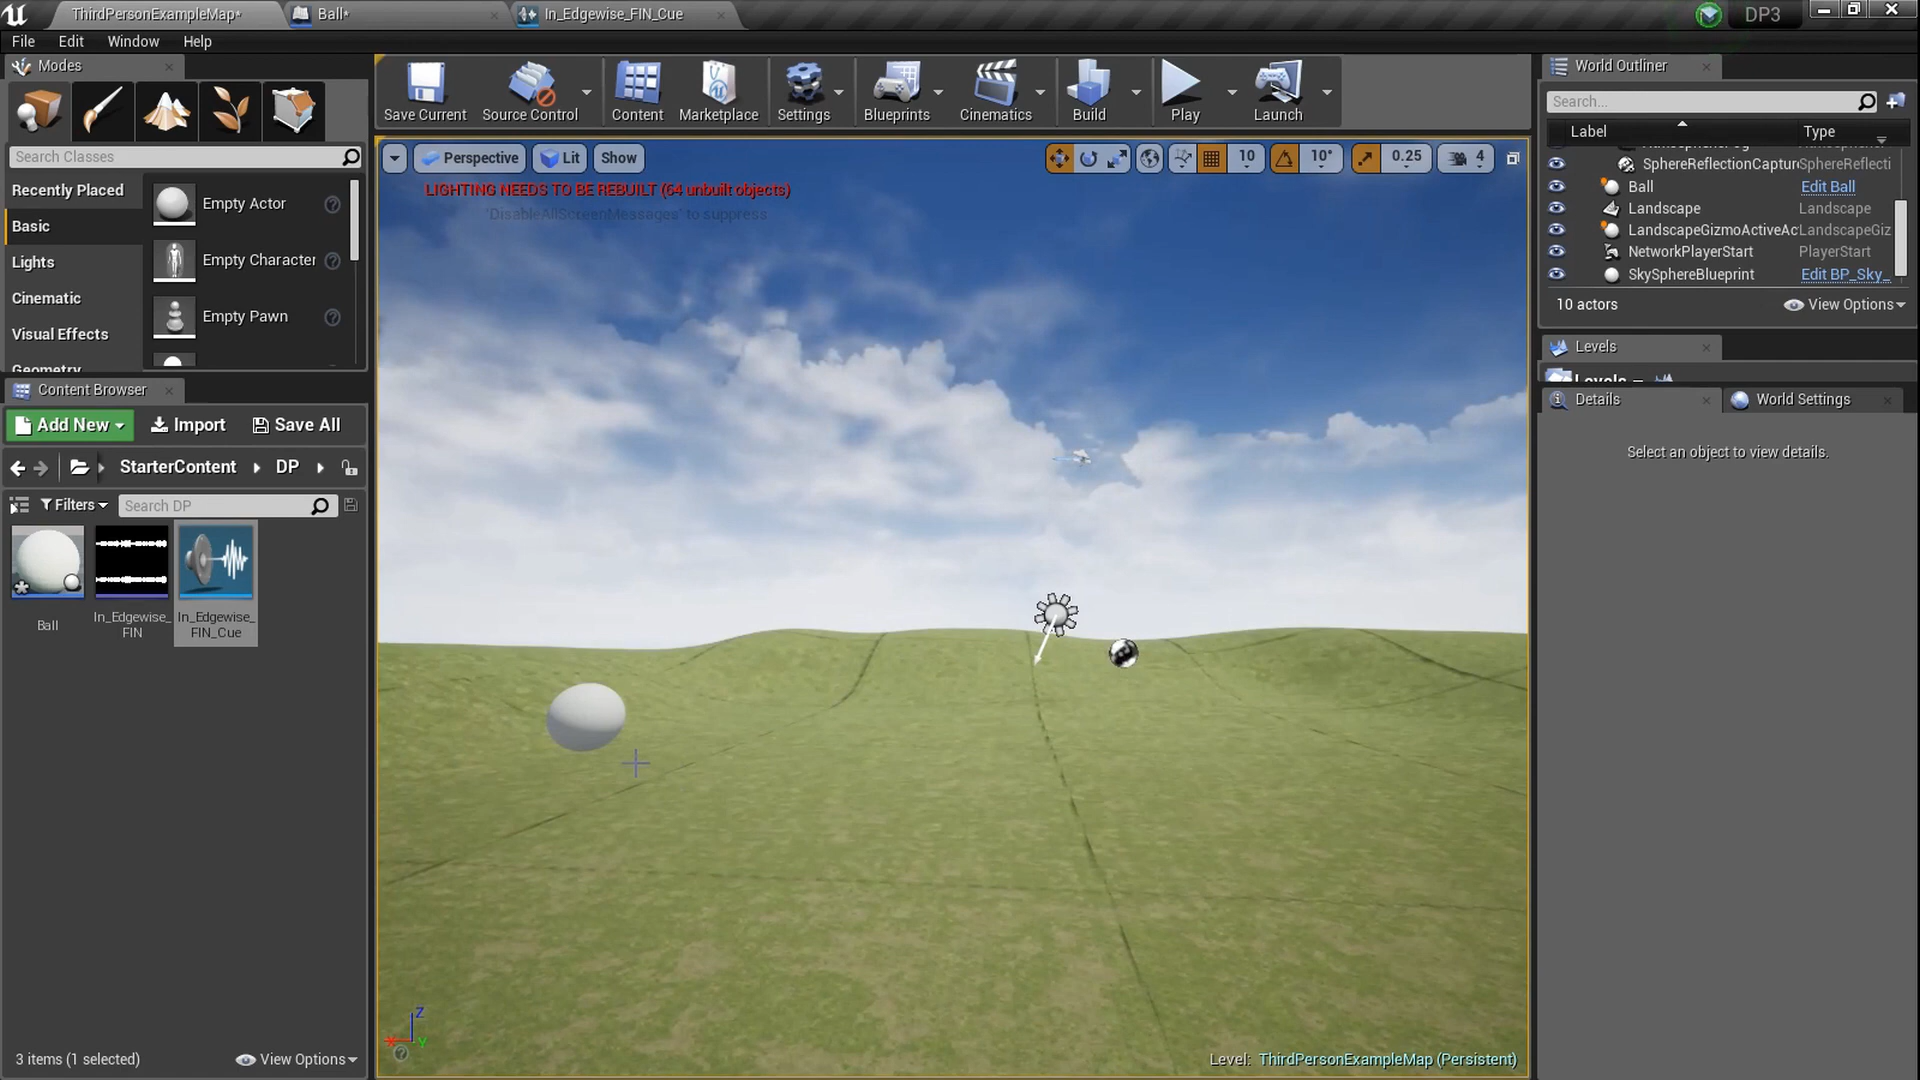 ThirdPersonExampleMap*
Ball*
In_Edgewise_FIN_Cue
DP3
File
Edit
Window
Help
Modes
Search Classes
Recently Placed
Basic
Lights
Cinematic
Visual Effects
Geometry
Empty Actor
Empty Character
Empty Pawn
Content Browser
Add New
Import
Save All
StarterContent
DP
Filters
Search DP
Ball
In_Edgewise_
FIN
In_Edgewise_
FIN_Cue
3 items (1 selected)
View Options
Save Current
Source Control
Content
Marketplace
Settings
Blueprints
Cinematics
Build
Play
Launch
Perspective
Lit
Show
10
10°
0.25
4
LIGHTING NEEDS TO BE REBUILT (64 unbuilt objects)
'DisableAllScreenMessages' to suppress
Z
Y
Level: ThirdPersonExampleMap (Persistent)
World Outliner
Search...
Label
Type
SphereReflectionCapture
SphereReflecti
Ball
Edit Ball
Landscape
Landscape
LandscapeGizmoActiveAc
LandscapeGiz
NetworkPlayerStart
PlayerStart
SkySphereBlueprint
Edit BP_Sky_
10 actors
View Options
Levels
Levels
Details
World Settings
Select an object to view details.